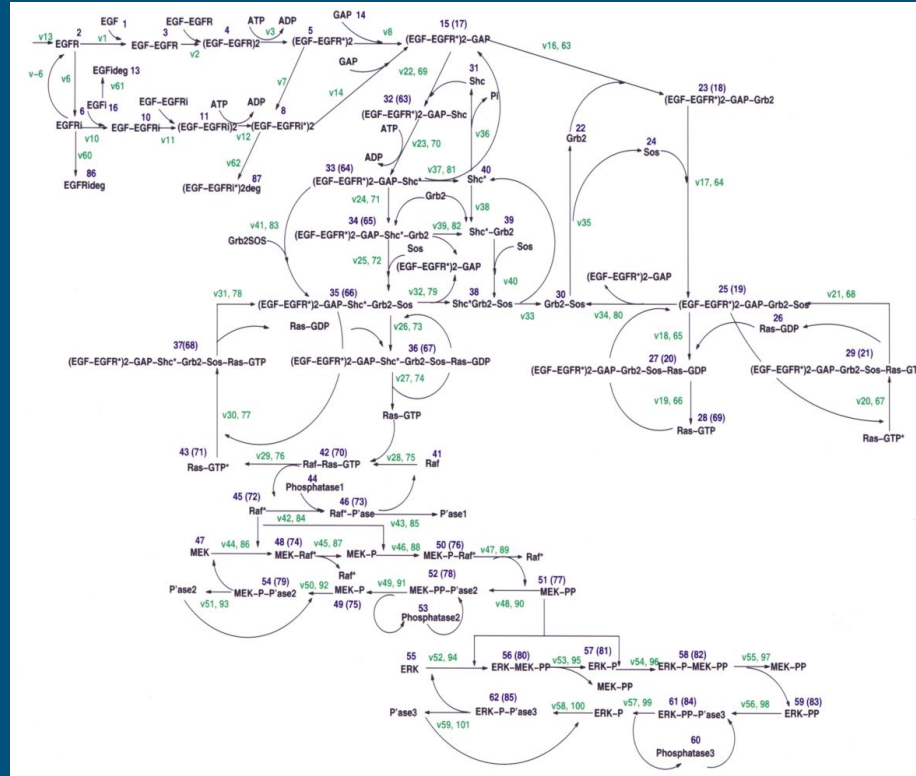 v13
2
EGFR
EGF 1
v1
3
EGF-EGFR
EGF-EGFR
v2
4
(EGF-EGFR)2
ATP ADP
v3
5
(EGF-EGFR*)2
GAP 14
v8
15 (17)
(EGF-EGFR*)2-GAP
v16, 63
v-6
v6
EGFideg 13
v61
EGFi 16
6
EGFRi
v10
10
EGF-EGFRi
EGF-EGFRi
v11
11
(EGF-EGFRi)2
ATP ADP
v12
8
(EGF-EGFRi*)2
v7
GAP
v14
v22, 69
31
Shc
32 (63)
(EGF-EGFR*)2-GAP-Shc
Pi
v36
ATP
ADP
v23, 70
v60
86
EGFRideg
v62
87
(EGF-EGFRi*)2deg
33 (64)
(EGF-EGFR*)2-GAP-Shc*
v37, 81
40
Shc*
22
Grb2
24
Sos
23 (18)
(EGF-EGFR*)2-GAP-Grb2
v17, 64
v24, 71
Grb2
v38
v35
v41, 83
Grb2SOS
34 (65)
(EGF-EGFR*)2-GAP-Shc*-Grb2
v39, 82
39
Shc*-Grb2
Sos
v25, 72
Sos
(EGF-EGFR*)2-GAP
v40
(EGF-EGFR*)2-GAP
v31, 78
35 (66)
(EGF-EGFR*)2-GAP-Shc*-Grb2-Sos
v32, 79
38
Shc*Grb2-Sos
v33
30
Grb2-Sos
v34, 80
25 (19)
(EGF-EGFR*)2-GAP-Grb2-Sos
v21, 68
Ras-GDP
v26, 73
v18, 65
26
Ras-GDP
37(68)
(EGF-EGFR*)2-GAP-Shc*-Grb2-Sos-Ras-GTP
36 (67)
(EGF-EGFR*)2-GAP-Shc*-Grb2-Sos-Ras-GDP
27 (20)
(EGF-EGFR*)2-GAP-Grb2-Sos-Ras-GDP
29 (21)
(EGF-EGFR*)2-GAP-Grb2-Sos-Ras-GT
v27, 74
v19, 66
v20, 67
Ras-GTP
28 (69)
Ras-GTP
Ras-GTP*
v30, 77
43 (71)
Ras-GTP*
v29, 76
42 (70)
Raf-Ras-GTP
v28, 75
41
Raf
44
Phosphatase1
45 (72)
Raf*
v42, 84
46 (73)
Raf*-P'ase
v43, 85
P'ase1
47
MEK
v44, 86
48 (74)
MEK-Raf*
v45, 87
MEK-P
v46, 88
50 (76)
MEK-P-Raf*
v47, 89
Raf*
Raf*
P'ase2
v51, 93
54 (79)
MEK-P-P'ase2
v50, 92
MEK-P
49 (75)
v49, 91
52 (78)
MEK-PP-P'ase2
v48, 90
51 (77)
MEK-PP
53
Phosphatase2
55
ERK
v52, 94
56 (80)
ERK-MEK-PP
v53, 95
57 (81)
ERK-P
v54, 96
58 (82)
ERK-P-MEK-PP
v55, 97
MEK-PP
MEK-PP
P'ase3
v59, 101
62 (85)
ERK-P-P'ase3
v58, 100
ERK-P
v57, 99
61 (84)
ERK-PP-P'ase3
v56, 98
59 (83)
ERK-PP
60
Phosphatase3